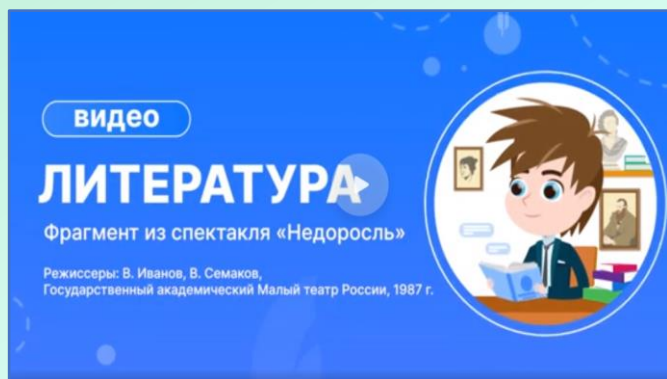 видео
ЛИТЕРАТУРА
Фрагмент из спектакля «Недоросль»
Режиссеры: В. Иванов, В. Семаков,
Государственный академический Малый театр России, 1987 г.